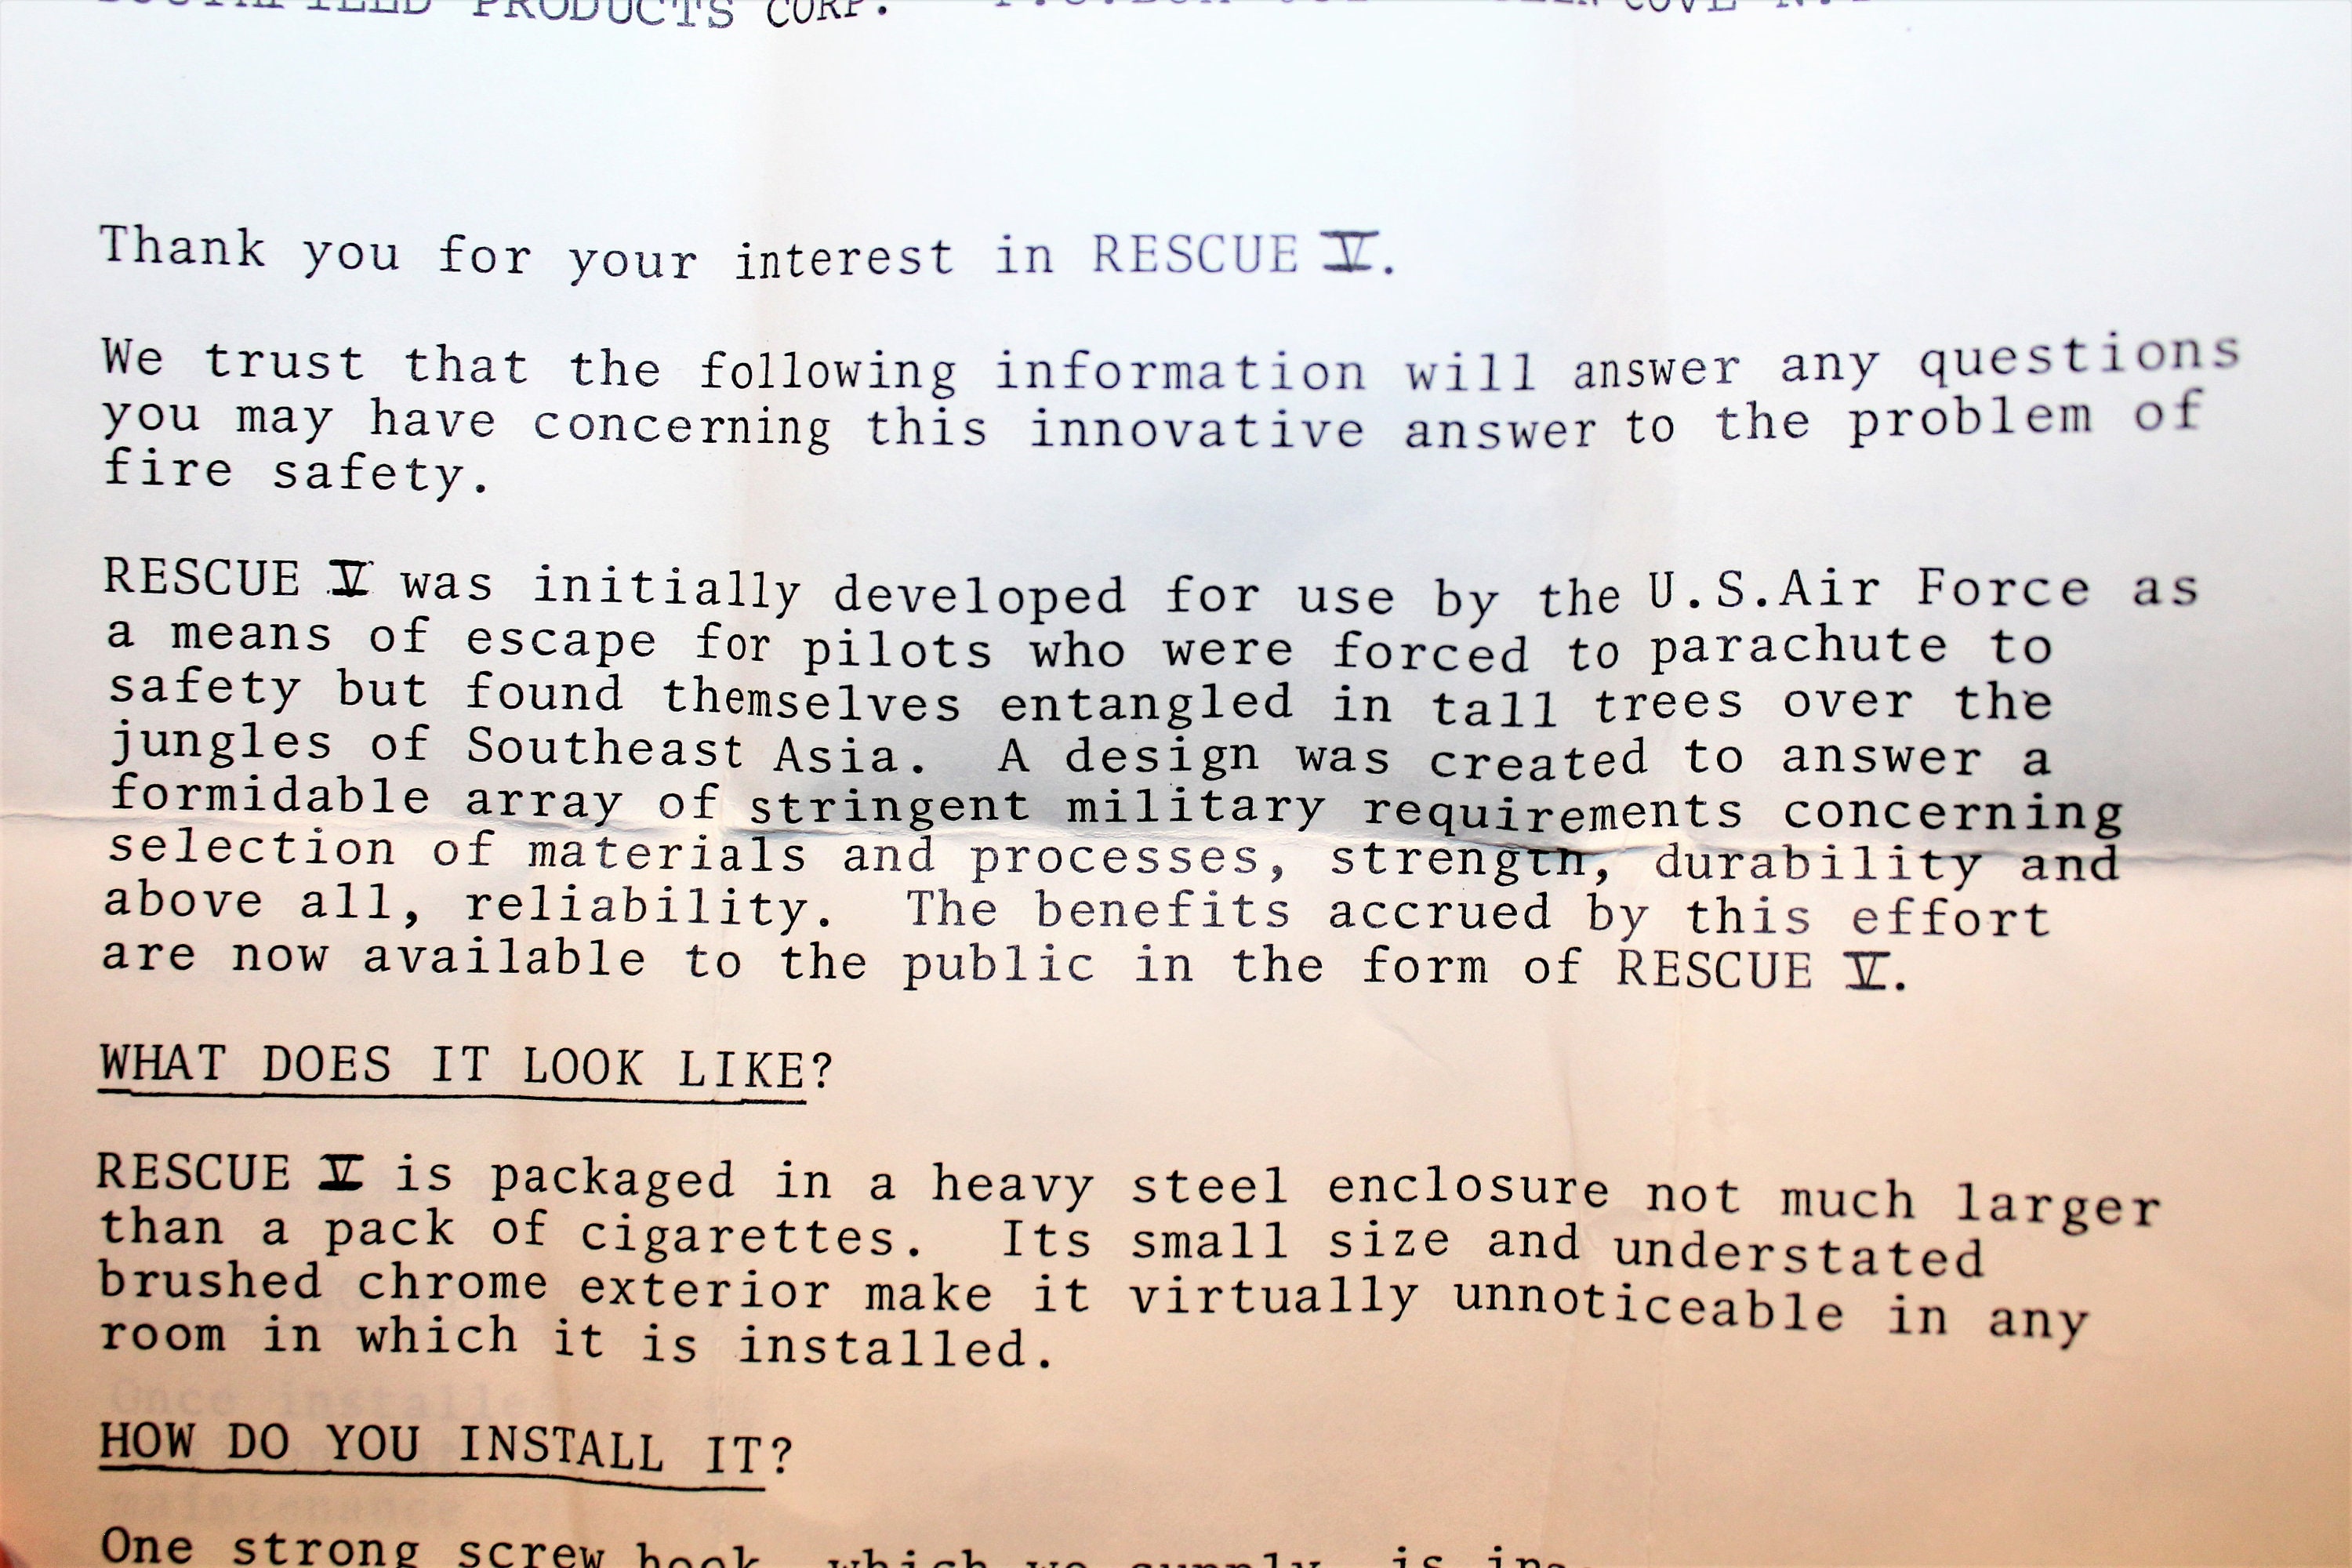 PRODUCTS CORP.
Thank you for your interest in RESCUE V.
We trust that the following information will answer any questions
you may have concerning this innovative answer to the problem of
fire safety.
RESCUE V was initially developed for use by the U.S.Air Force as
a means of escape for pilots who were forced to parachute to
safety but found themselves entangled in tall trees over the
jungles of Southeast Asia. A design was created to answer a
formidable array of stringent military requirements concerning
selection of materials and processes, strength, durability and
above all, reliability. The benefits accrued by this effort
are now available to the public in the form of RESCUE V.
WHAT DOES IT LOOK LIKE?
RESCUE V is packaged in a heavy steel enclosure not much larger
than a pack of cigarettes. Its small size and understated
brushed chrome exterior make it virtually unnoticeable in any
room in which it is installed.
Once installe
HOW DO YOU INSTALL IT?
maintenance
One strong screw hook, which we supply, is